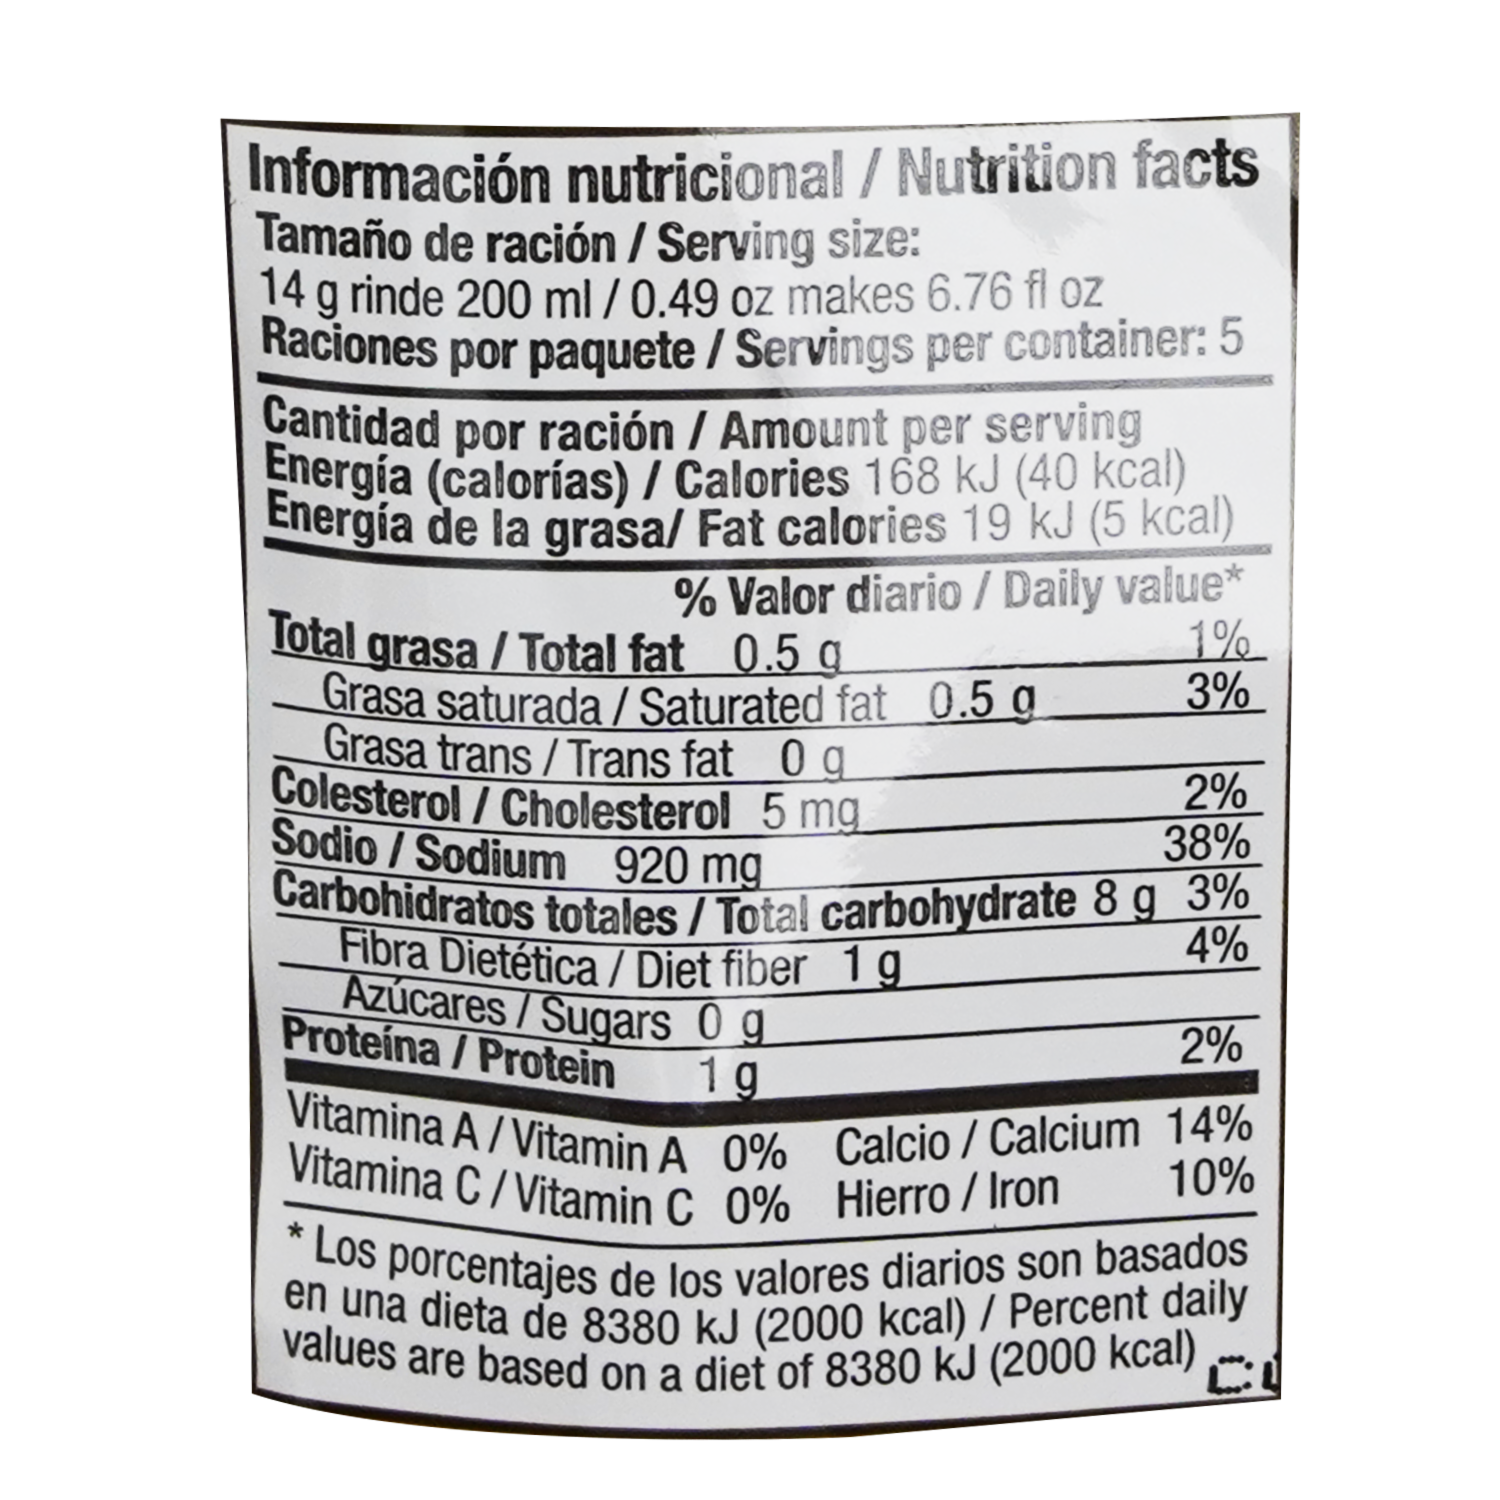 Información nutricional / Nutrition facts
Tamaño de ración / Serving size:
14 g rinde 200 ml / 0.49 oz makes 6.76 fl oz
Raciones por paquete / Servings per container: 5
Cantidad por ración / Amount per serving
Energía (calorías) / Calories 168 kJ (40 kcal)
Energía de la grasa/ Fat calories 19 kJ (5 kcal)
% Valor diario / Daily value*
Total grasa / Total fat 0.5 g 1%
Grasa saturada / Saturated fat 0.5 g 3%
Grasa trans / Trans fat 0 g
Colesterol / Cholesterol 5 mg 2%
Sodio / Sodium 920 mg 38%
Carbohidratos totales / Total carbohydrate 8 g 3%
Fibra Dietética / Diet fiber 1 g 4%
Azúcares / Sugars 0 g
Proteína / Protein 1 g 2%
Vitamina A / Vitamin A 0% Calcio / Calcium 14%
Vitamina C / Vitamin C 0% Hierro / Iron 10%
* Los porcentajes de los valores diarios son basados
en una dieta de 8380 kJ (2000 kcal) / Percent daily
values are based on a diet of 8380 kJ (2000 kcal)